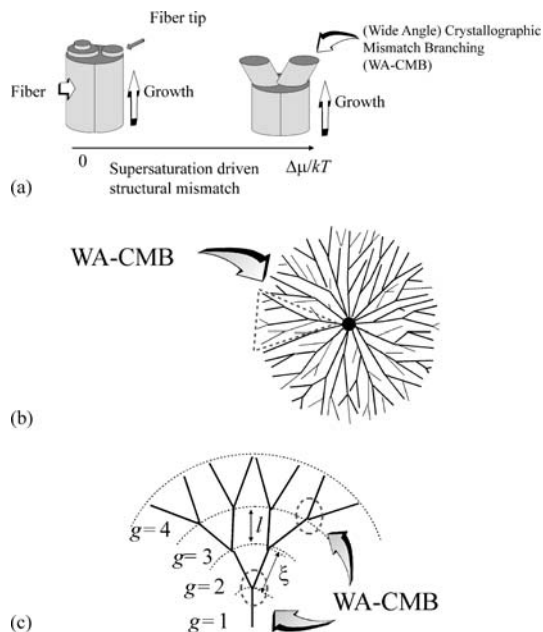 Fiber tip
(Wide Angle) Crystallographic
Mismatch Branching
(WA-CMB)
Fiber
Growth
Growth
0
Δμ/kT
Supersaturation driven
structural mismatch
(a)
WA-CMB
(b)
g=4
l
g=3
ξ
g=2
WA-CMB
g=1
(c)